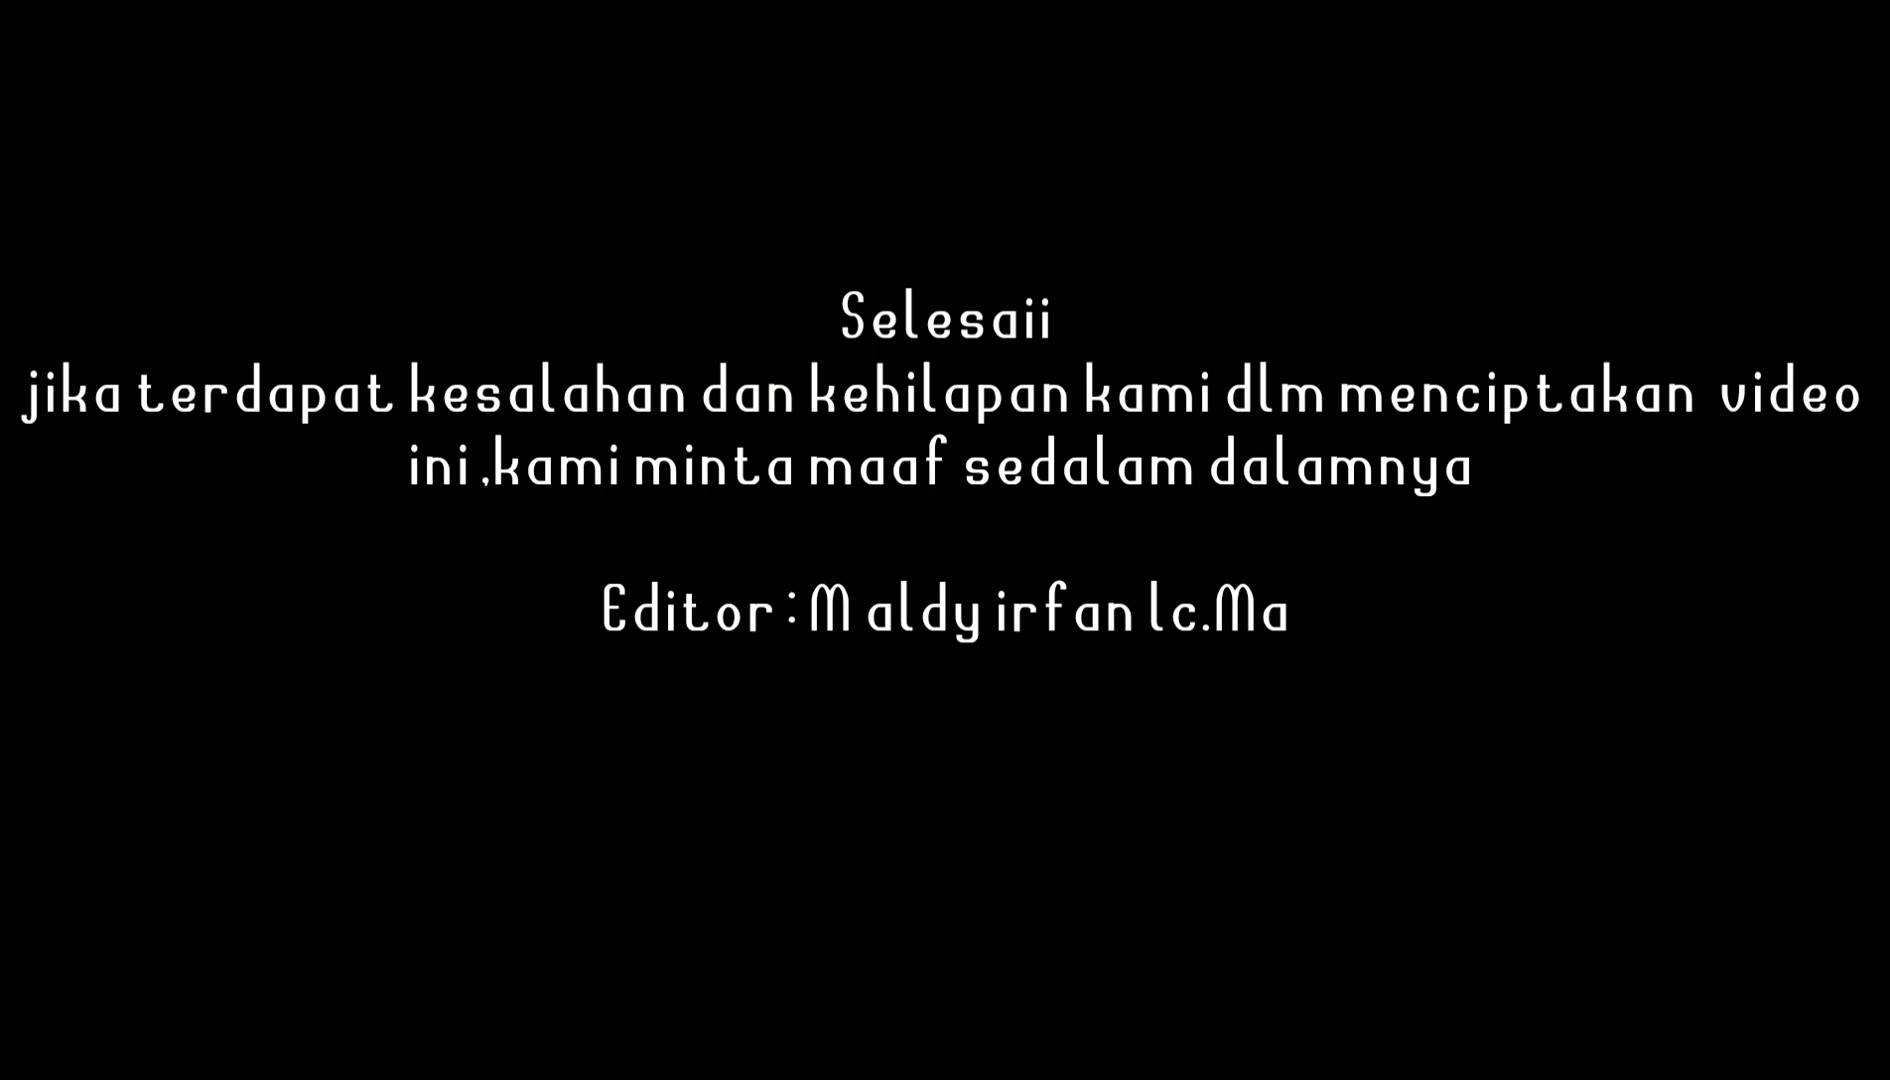 Selesaii
jika terdapat kesalahan dan kehilapan kami dlm menciptakan video
ini ,kami minta maaf sedalam dalamnya
Editor : M aldy irfan lc.Ma